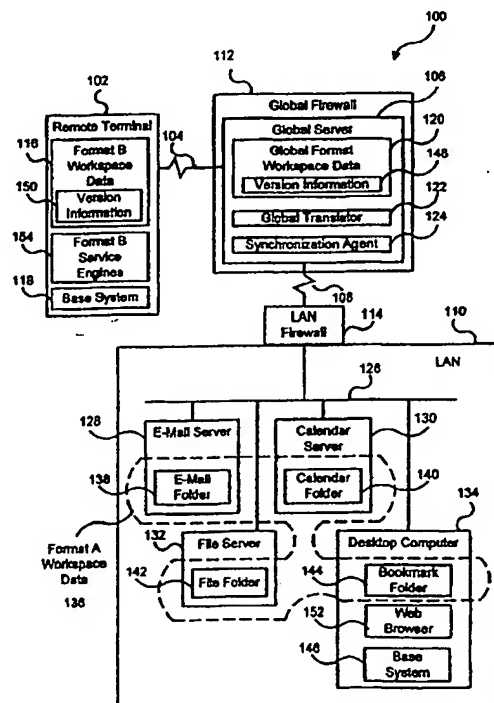 100
112
106
102
Global Firewall
Remote Terminal
104
Global Server
120
116
Format B
Workspace
Data
Global Format
Workspace Data
148
150
Version
Information
Version Information
122
154
Format B
Service
Engines
Global Translator
124
Synchronization Agent
118
Base System
108
LAN
Firewall
114
110
LAN
126
128
E-Mail Server
Calendar
Server
130
138
E-Mail
Folder
Calendar
Folder
140
134
132
File Server
Desktop Computer
Format A
Workspace
Data
136
142
File Folder
144
Bookmark
Folder
152
Web
Browser
146
Base
System